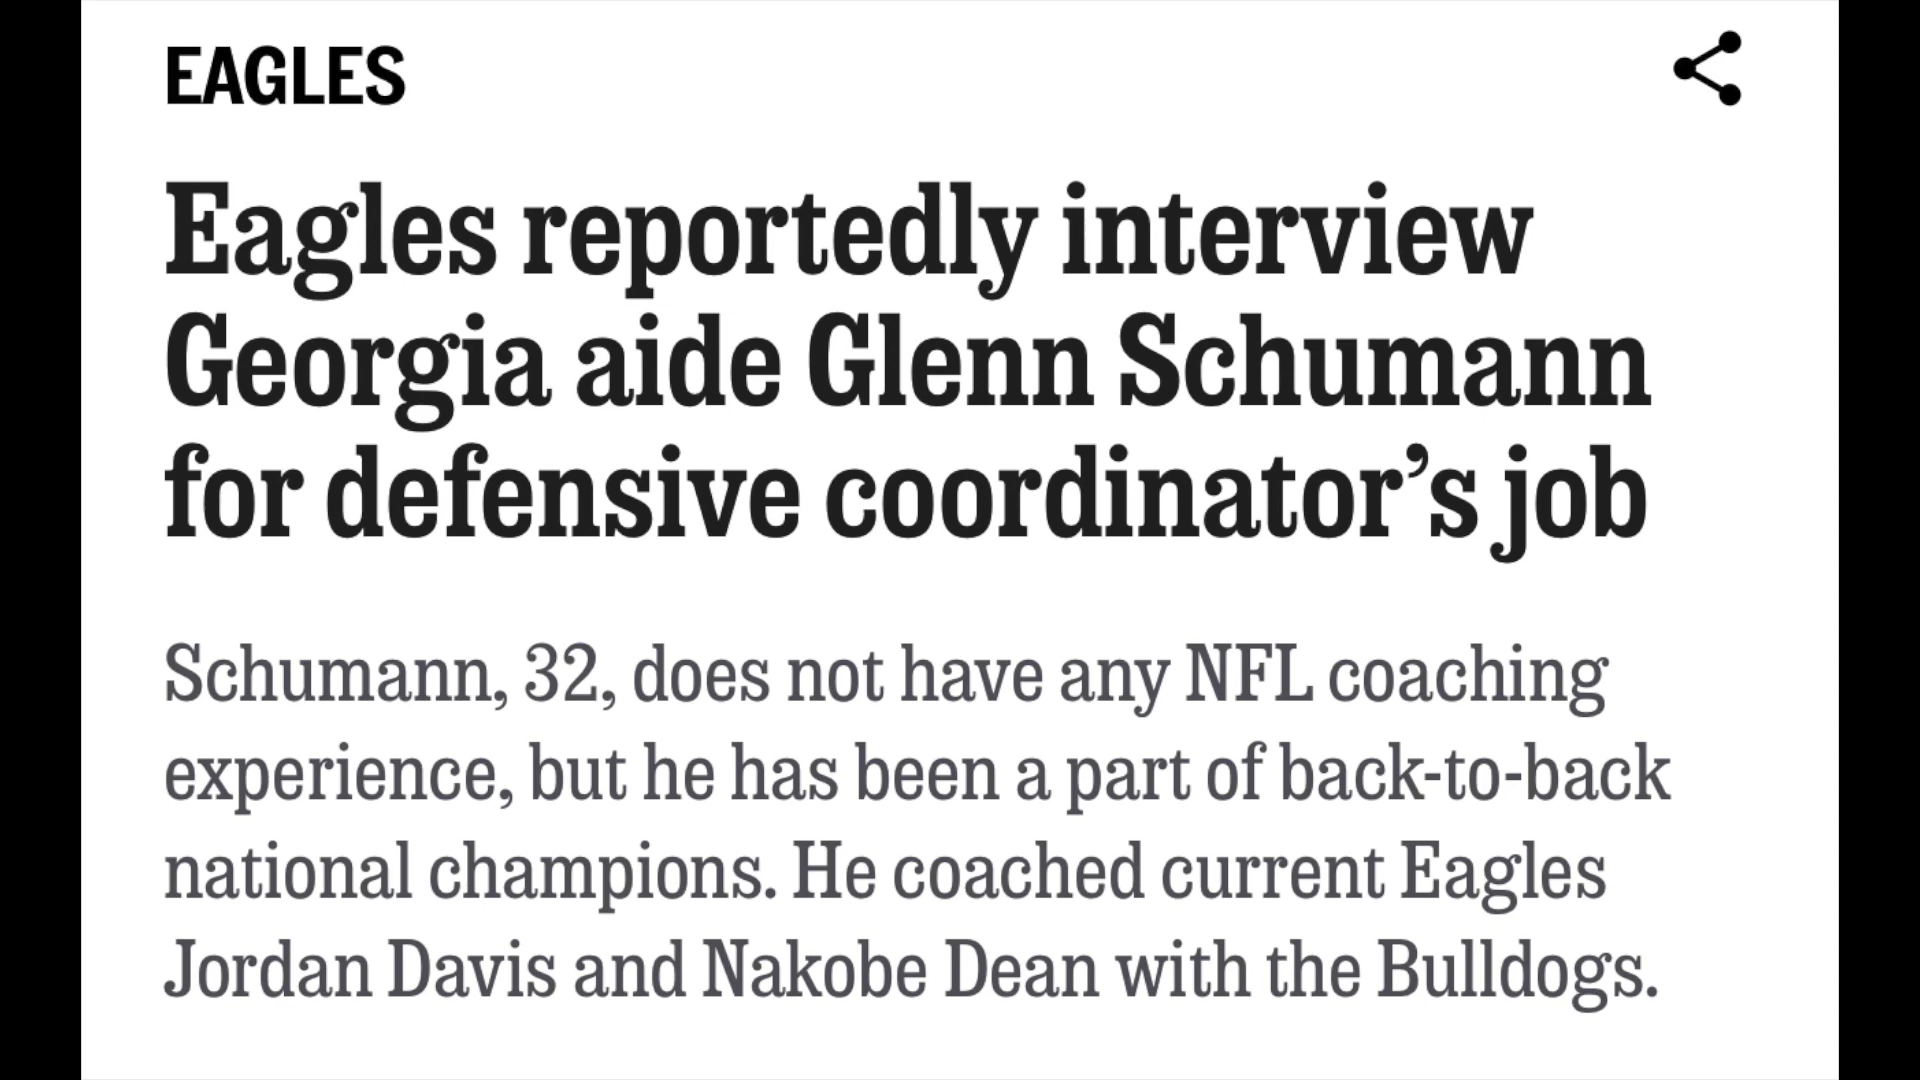 EAGLES
Eagles reportedly interview
Georgia aide Glenn Schumann
for defensive coordinator’s job
Schumann, 32, does not have any NFL coaching
experience, but he has been a part of back-to-back
national champions. He coached current Eagles
Jordan Davis and Nakobe Dean with the Bulldogs.